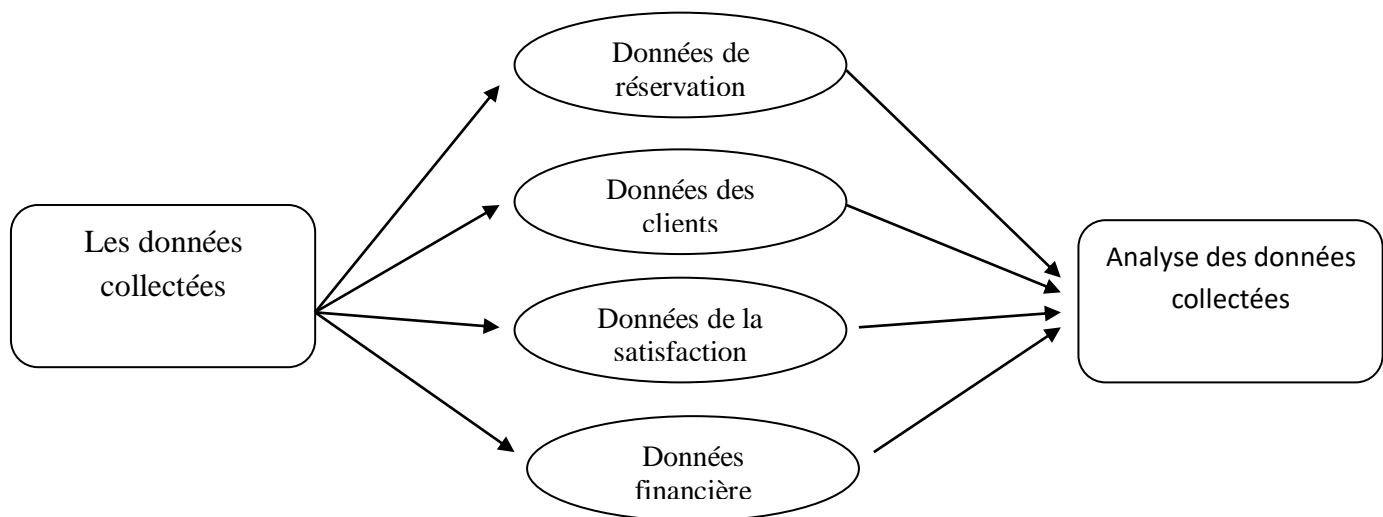 Les données
collectées
Données de
réservation
Données des
clients
Données de la
satisfaction
Données
financière
Analyse des données
collectées